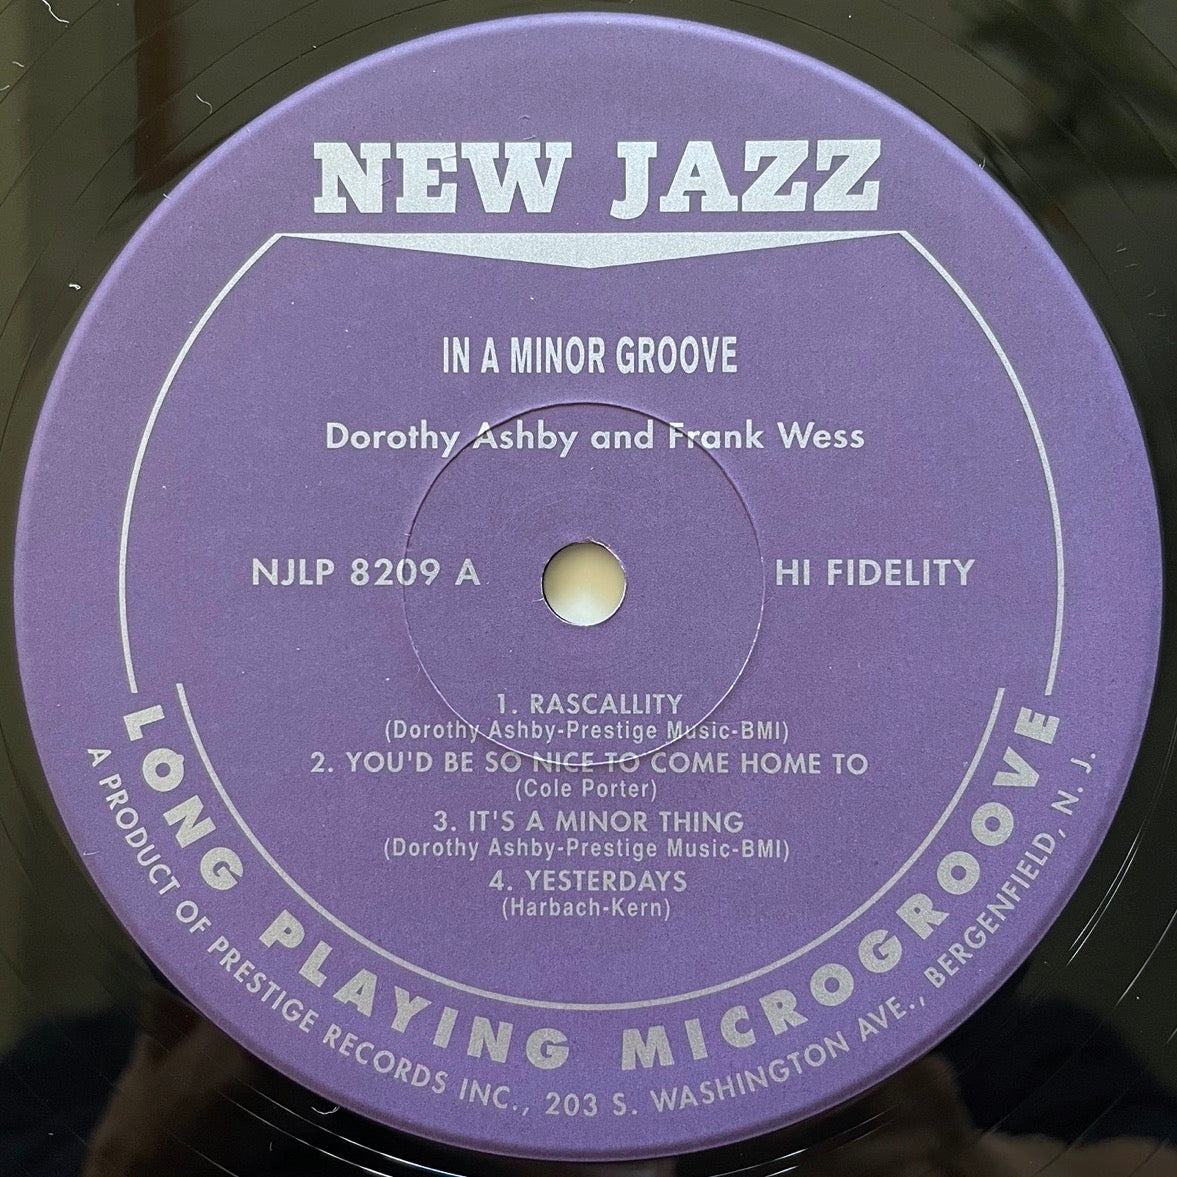 NEW JAZZ
IN A MINOR GROOVE
Dorothy Ashby and Frank Wess
NJLP 8209 A
HI FIDELITY
1. RASCALLITY
(Dorothy Ashby-Prestige Music-BMI)
2. YOU'D BE SO NICE TO COME HOME TO
(Cole Porter)
3. IT'S A MINOR THING
(Dorothy Ashby-Prestige Music-BMI)
4. YESTERDAYS
(Harbach-Kern)
LONG PLAYING MICROGROOVE
A PRODUCT OF PRESTIGE RECORDS INC., 203 S. WASHINGTON AVE., BERGENFIELD, N. J.